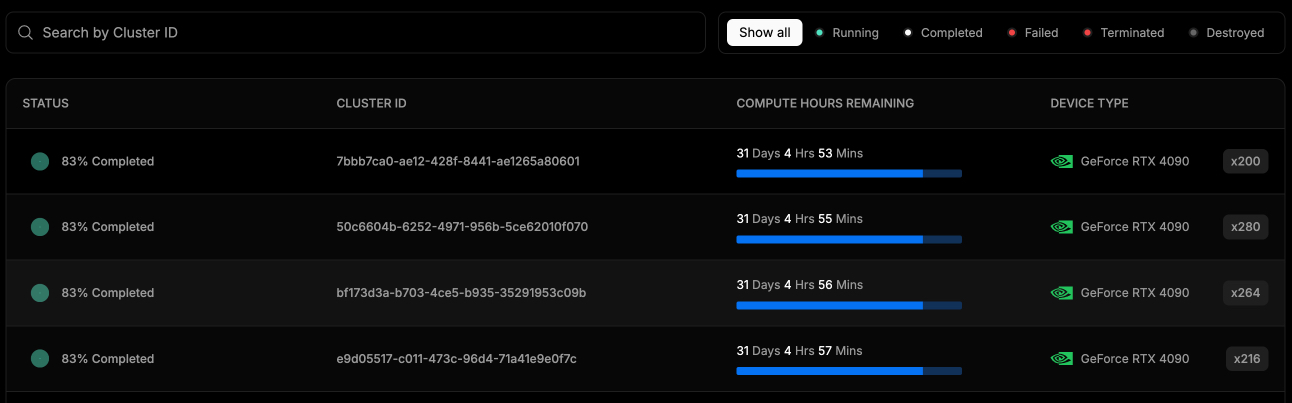 Search by Cluster ID
Show all Running Completed Failed Terminated Destroyed
STATUS CLUSTER ID COMPUTE HOURS REMAINING DEVICE TYPE
83% Completed 7bbb7ca0-ae12-428f-8441-ae1265a80601 31 Days 4 Hrs 53 Mins GeForce RTX 4090 x200
83% Completed 50c6604b-6252-4971-956b-5ce62010f070 31 Days 4 Hrs 55 Mins GeForce RTX 4090 x280
83% Completed bf173d3a-b703-4ce5-b935-35291953c09b 31 Days 4 Hrs 56 Mins GeForce RTX 4090 x264
83% Completed e9d05517-c011-473c-96d4-71a41e9e0f7c 31 Days 4 Hrs 57 Mins GeForce RTX 4090 x216